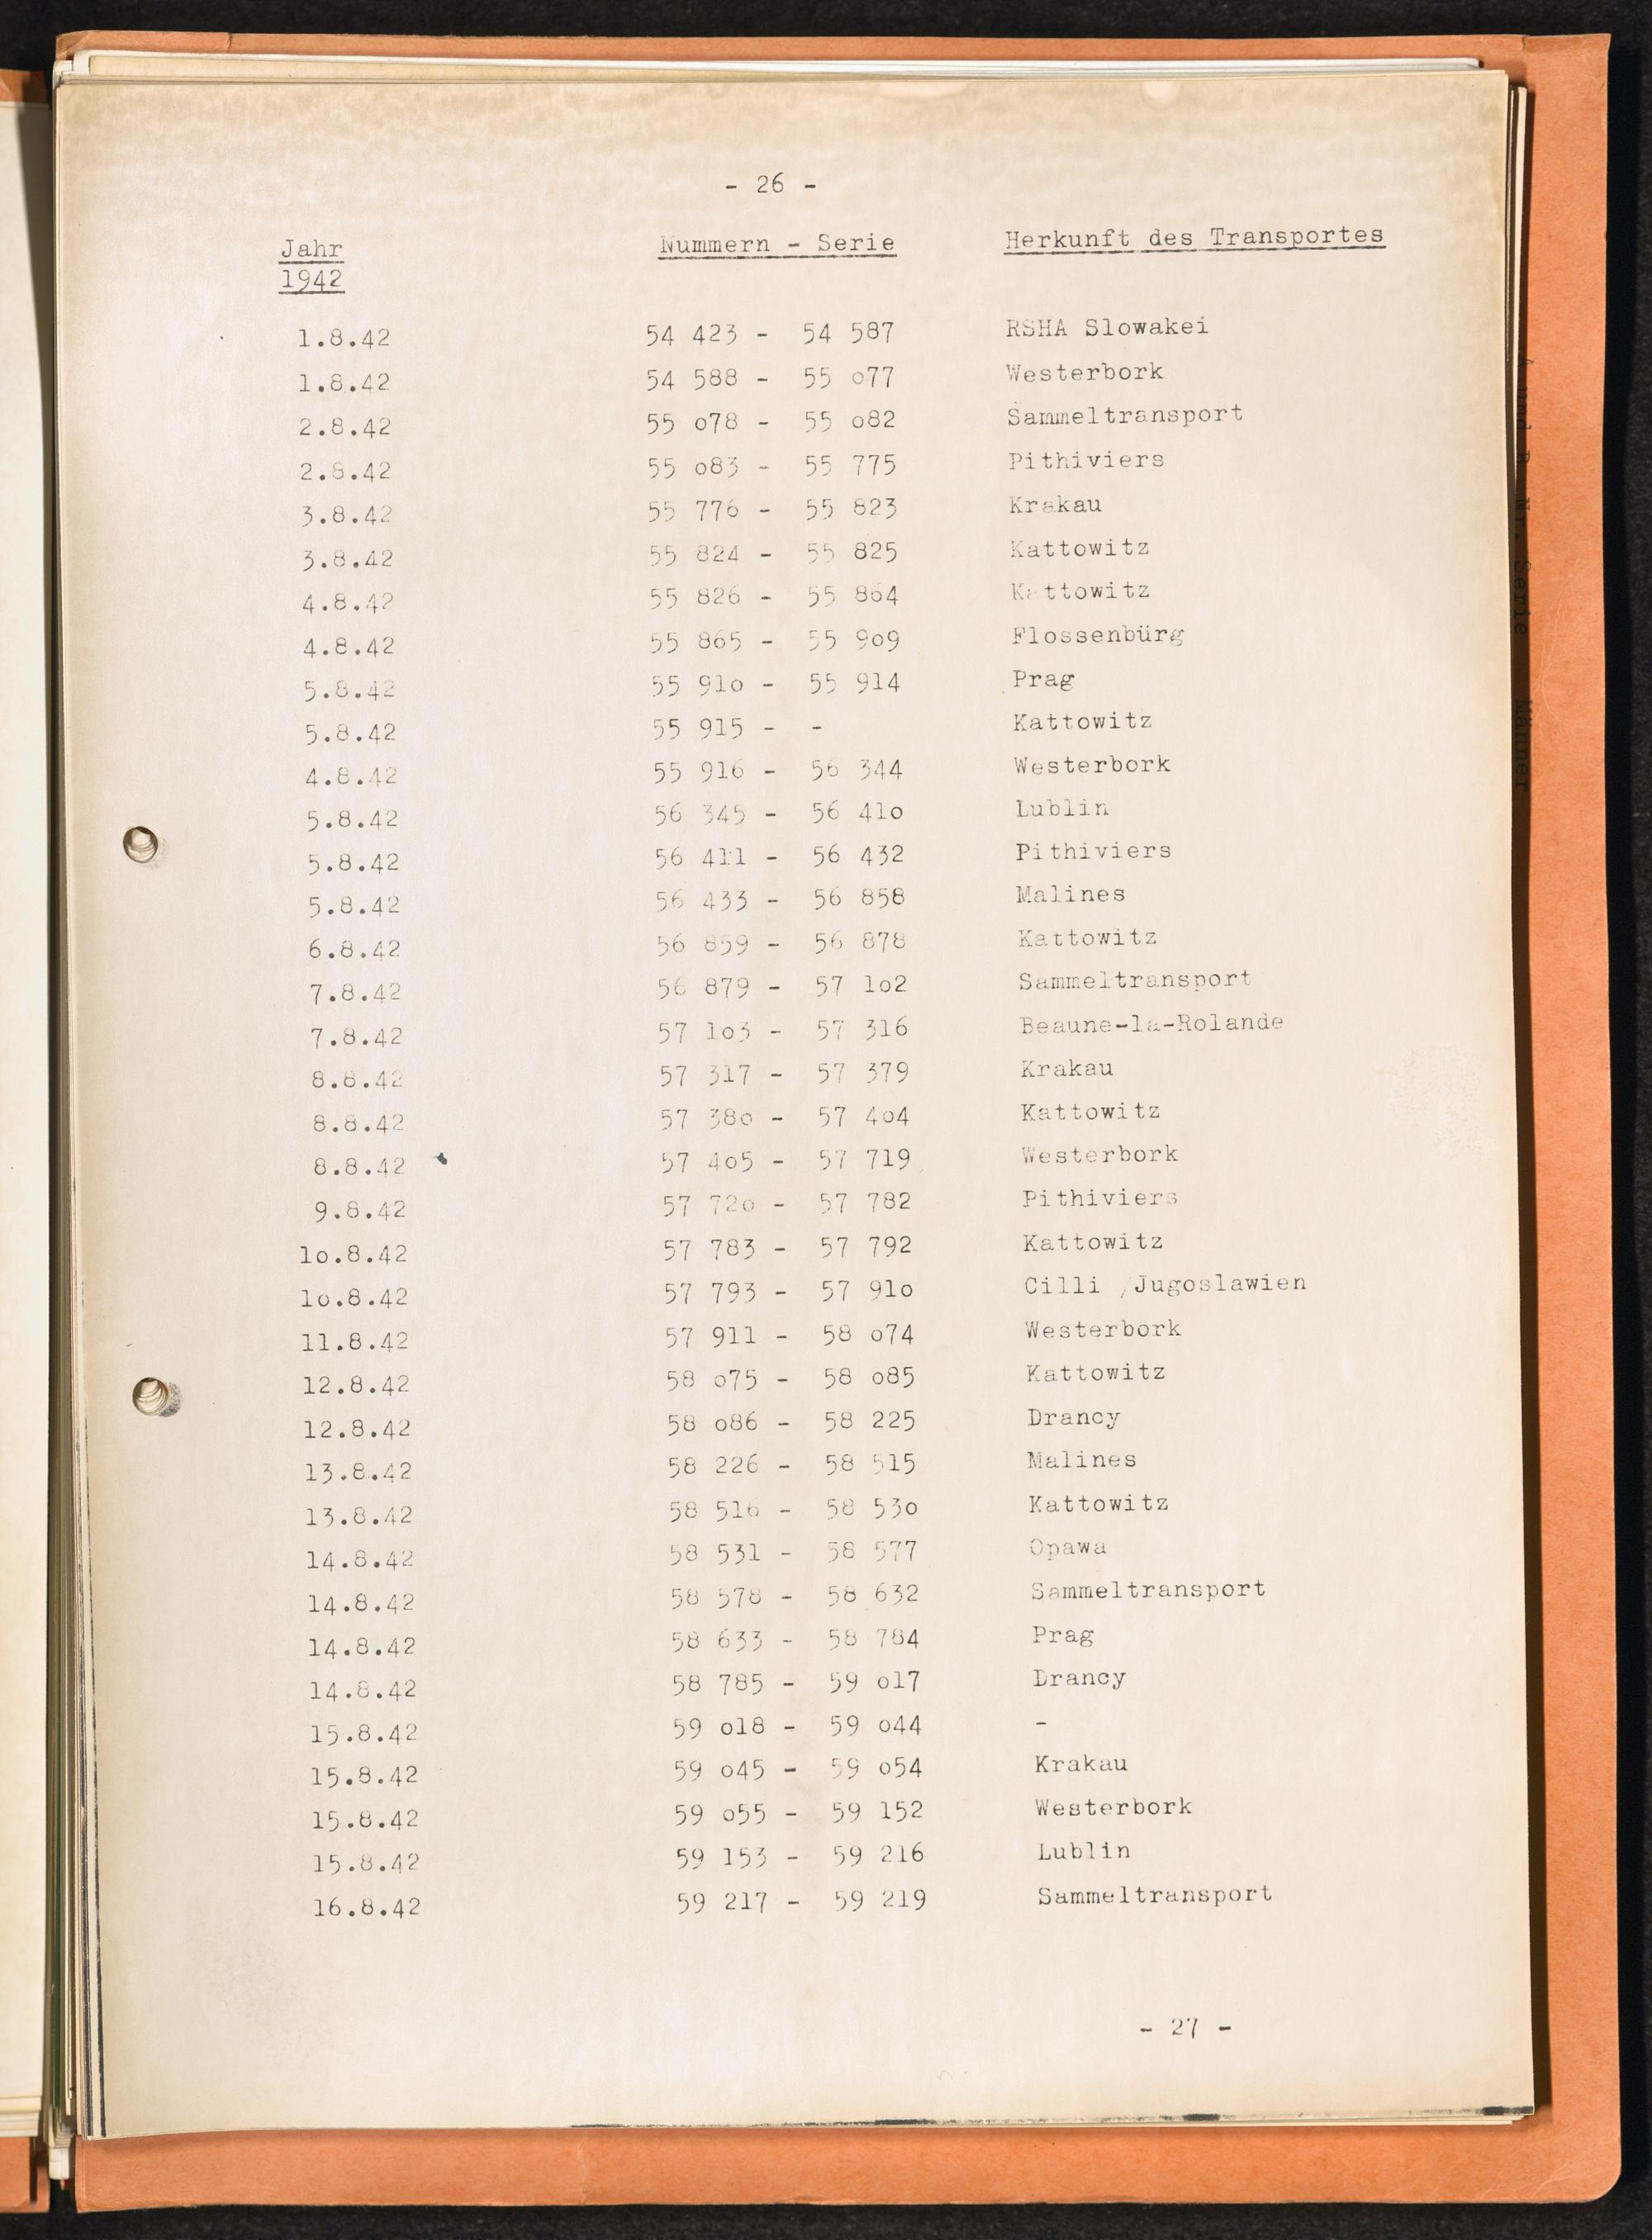 - 26 -
Jahr Nummern - Serie Herkunft des Transportes
1942
1.8.42 54 423 - 54 587 RSHA Slowakei
1.8.42 54 588 - 55 o77 Westerbork
2.8.42 55 o78 - 55 o82 Sammeltransport
2.8.42 55 o83 - 55 775 Pithiviers
3.8.42 55 776 - 55 823 Krakau
3.8.42 55 824 - 55 825 Kattowitz
4.8.42 55 826 - 55 864 Kattowitz
4.8.42 55 865 - 55 9o9 Flossenbürg
5.8.42 55 91o - 55 914 Prag
5.8.42 55 915 - - Kattowitz
4.8.42 55 916 - 56 344 Westerbork
5.8.42 56 345 - 56 41o Lublin
5.8.42 56 411 - 56 432 Pithiviers
5.8.42 56 433 - 56 858 Malines
6.8.42 56 859 - 56 878 Kattowitz
7.8.42 56 879 - 57 1o2 Sammeltransport
7.8.42 57 1o3 - 57 316 Beaune-la-Rolande
8.8.42 57 317 - 57 379 Krakau
8.8.42 57 38o - 57 4o4 Kattowitz
8.8.42 57 4o5 - 57 719 Westerbork
9.8.42 57 72o - 57 782 Pithiviers
1o.8.42 57 783 - 57 792 Kattowitz
1o.8.42 57 793 - 57 91o Cilli /Jugoslawien
11.8.42 57 911 - 58 o74 Westerbork
12.8.42 58 o75 - 58 o85 Kattowitz
12.8.42 58 o86 - 58 225 Drancy
13.8.42 58 226 - 58 515 Malines
13.8.42 58 516 - 58 53o Kattowitz
14.8.42 58 531 - 58 577 Opawa
14.8.42 58 578 - 58 632 Sammeltransport
14.8.42 58 633 - 58 784 Prag
14.8.42 58 785 - 59 o17 Drancy
15.8.42 59 o18 - 59 o44 -
15.8.42 59 o45 - 59 o54 Krakau
15.8.42 59 o55 - 59 152 Westerbork
15.8.42 59 153 - 59 216 Lublin
16.8.42 59 217 - 59 219 Sammeltransport
- 27 -
Nr. Serie Männer